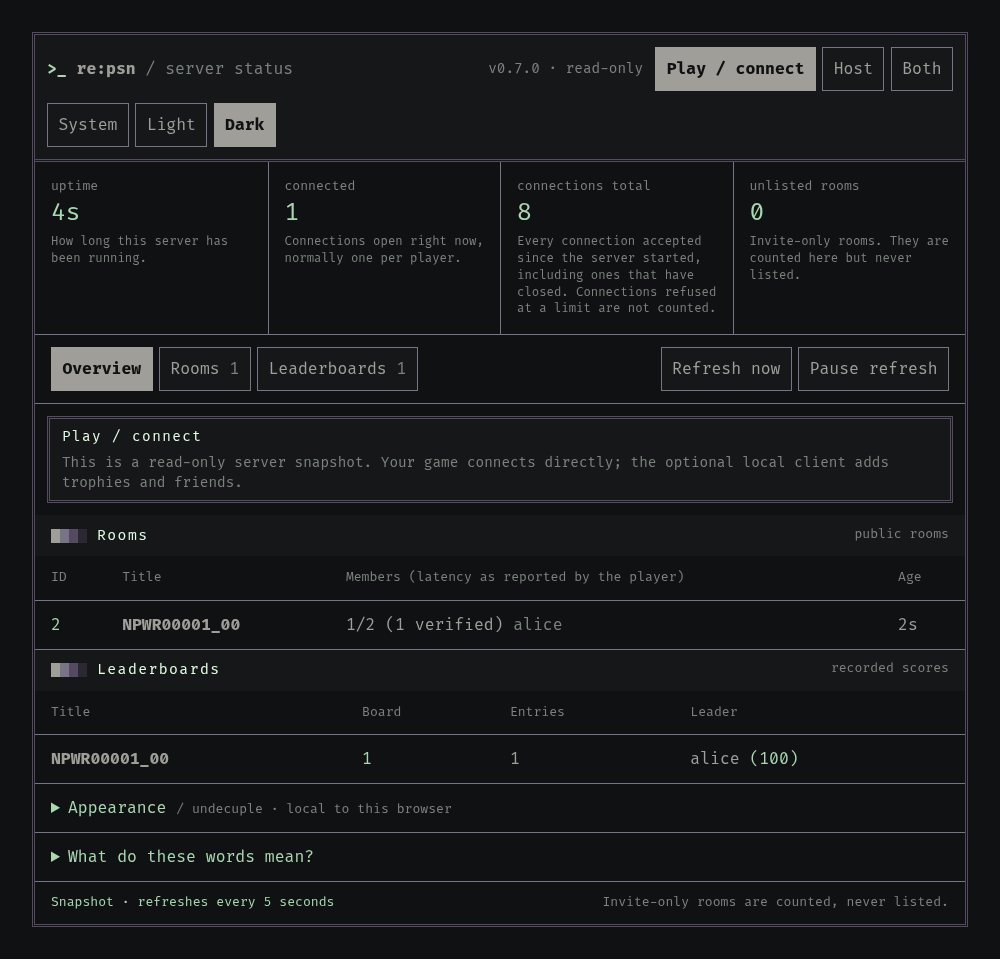 >_ re:psn / server status
v0.7.0 · read-only
Play / connect
Host
Both
System
Light
Dark
uptime
4s
How long this server has
been running.
connected
1
Connections open right now,
normally one per player.
connections total
8
Every connection accepted
since the server started,
including ones that have
closed. Connections refused
at a limit are not counted.
unlisted rooms
0
Invite-only rooms. They are
counted here but never
listed.
Overview
Rooms 1
Leaderboards 1
Refresh now
Pause refresh
Play / connect
This is a read-only server snapshot. Your game connects directly; the optional local client adds
trophies and friends.
Rooms
public rooms
ID Title Members (latency as reported by the player) Age
2 NPWR00001_00 1/2 (1 verified) alice 2s
Leaderboards
recorded scores
Title Board Entries Leader
NPWR00001_00 1 1 alice (100)
▶ Appearance / undecuple · local to this browser
▶ What do these words mean?
Snapshot · refreshes every 5 seconds
Invite-only rooms are counted, never listed.